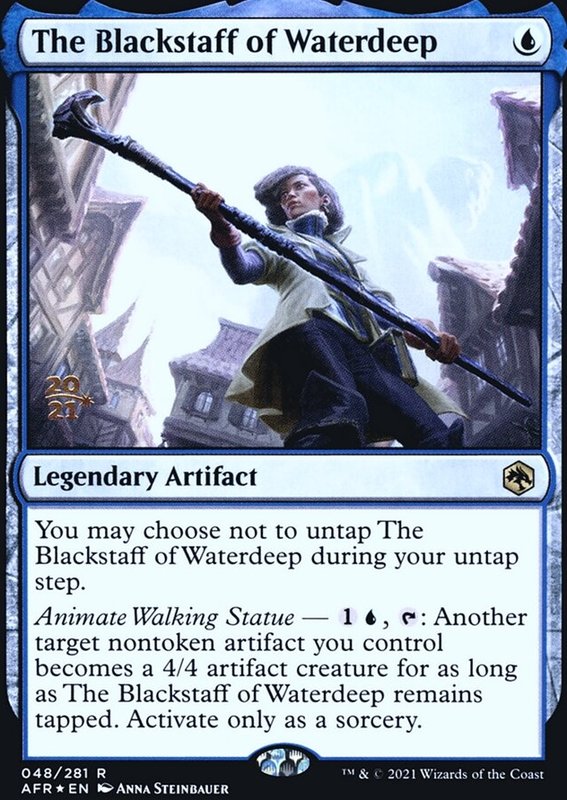 The Blackstaff of Waterdeep
20
21
Legendary Artifact
You may choose not to untap The
Blackstaff of Waterdeep during your untap
step.
Animate Walking Statue — 1 , : Another
target nontoken artifact you control
becomes a 4/4 artifact creature for as long
as The Blackstaff of Waterdeep remains
tapped. Activate only as a sorcery.
048/281 R
AFR★EN Anna Steinbauer
™ & © 2021 Wizards of the Coast